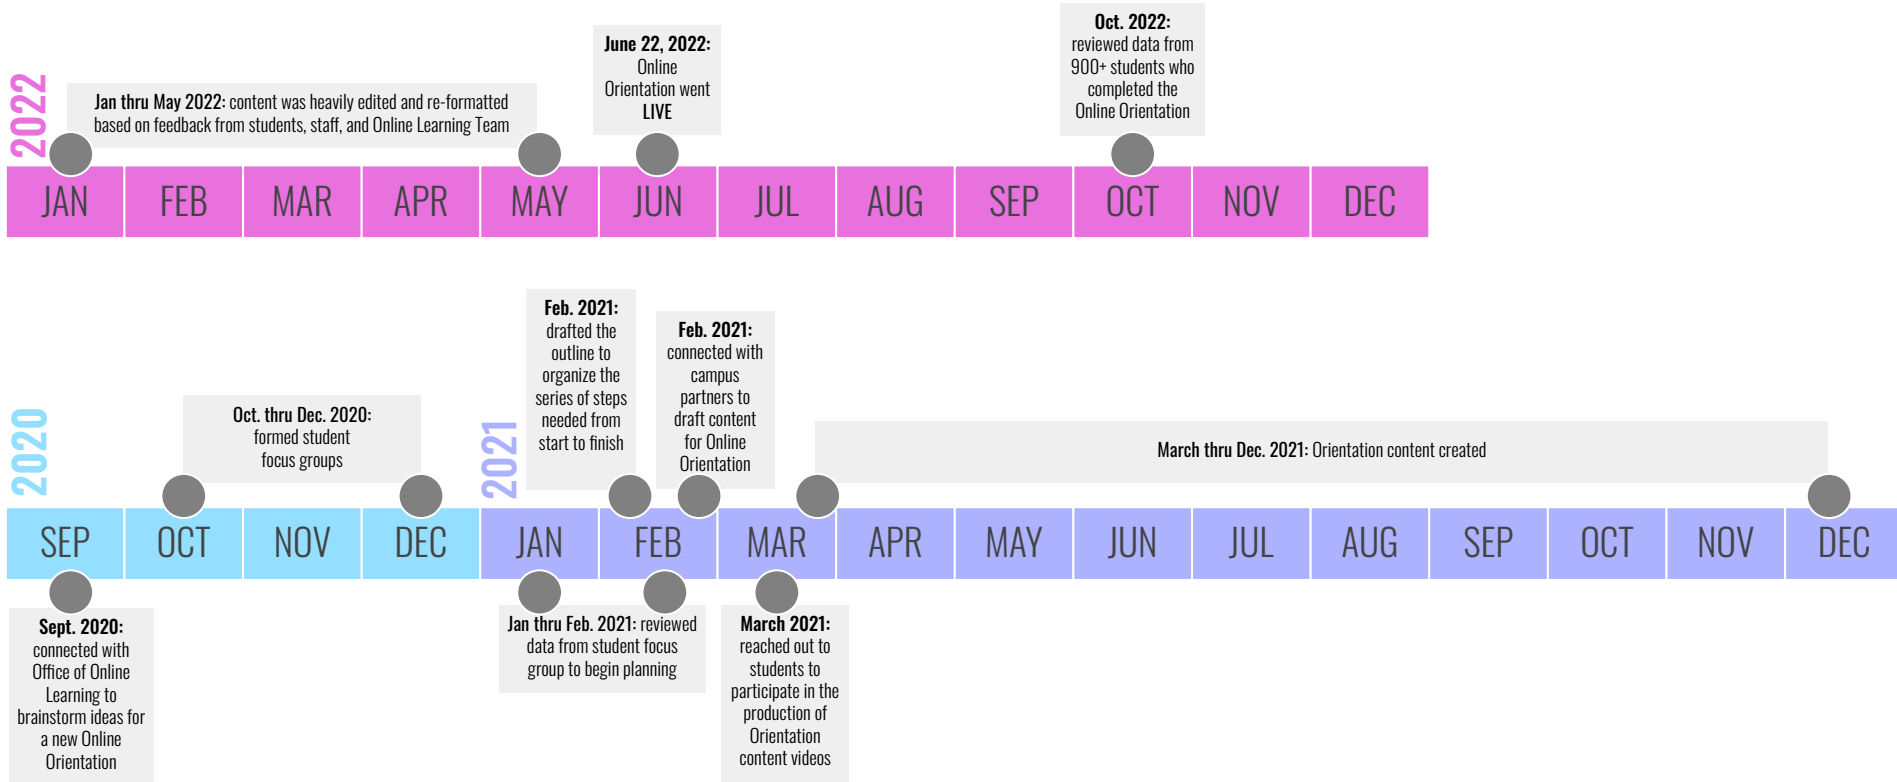 2022
Jan thru May 2022: content was heavily edited and re-formatted
based on feedback from students, staff, and Online Learning Team
June 22, 2022:
Online
Orientation went
LIVE
Oct. 2022:
reviewed data from
900+ students who
completed the
Online Orientation
JAN FEB MAR APR MAY JUN JUL AUG SEP OCT NOV DEC
2020
Oct. thru Dec. 2020:
formed student
focus groups
2021
Feb. 2021:
drafted the
outline to
organize the
series of steps
needed from
start to finish
Feb. 2021:
connected with
campus
partners to
draft content
for Online
Orientation
March thru Dec. 2021: Orientation content created
SEP OCT NOV DEC JAN FEB MAR APR MAY JUN JUL AUG SEP OCT NOV DEC
Sept. 2020:
connected with
Office of Online
Learning to
brainstorm ideas for
a new Online
Orientation
Jan thru Feb. 2021: reviewed
data from student focus
group to begin planning
March 2021:
reached out to
students to
participate in the
production of
Orientation
content videos